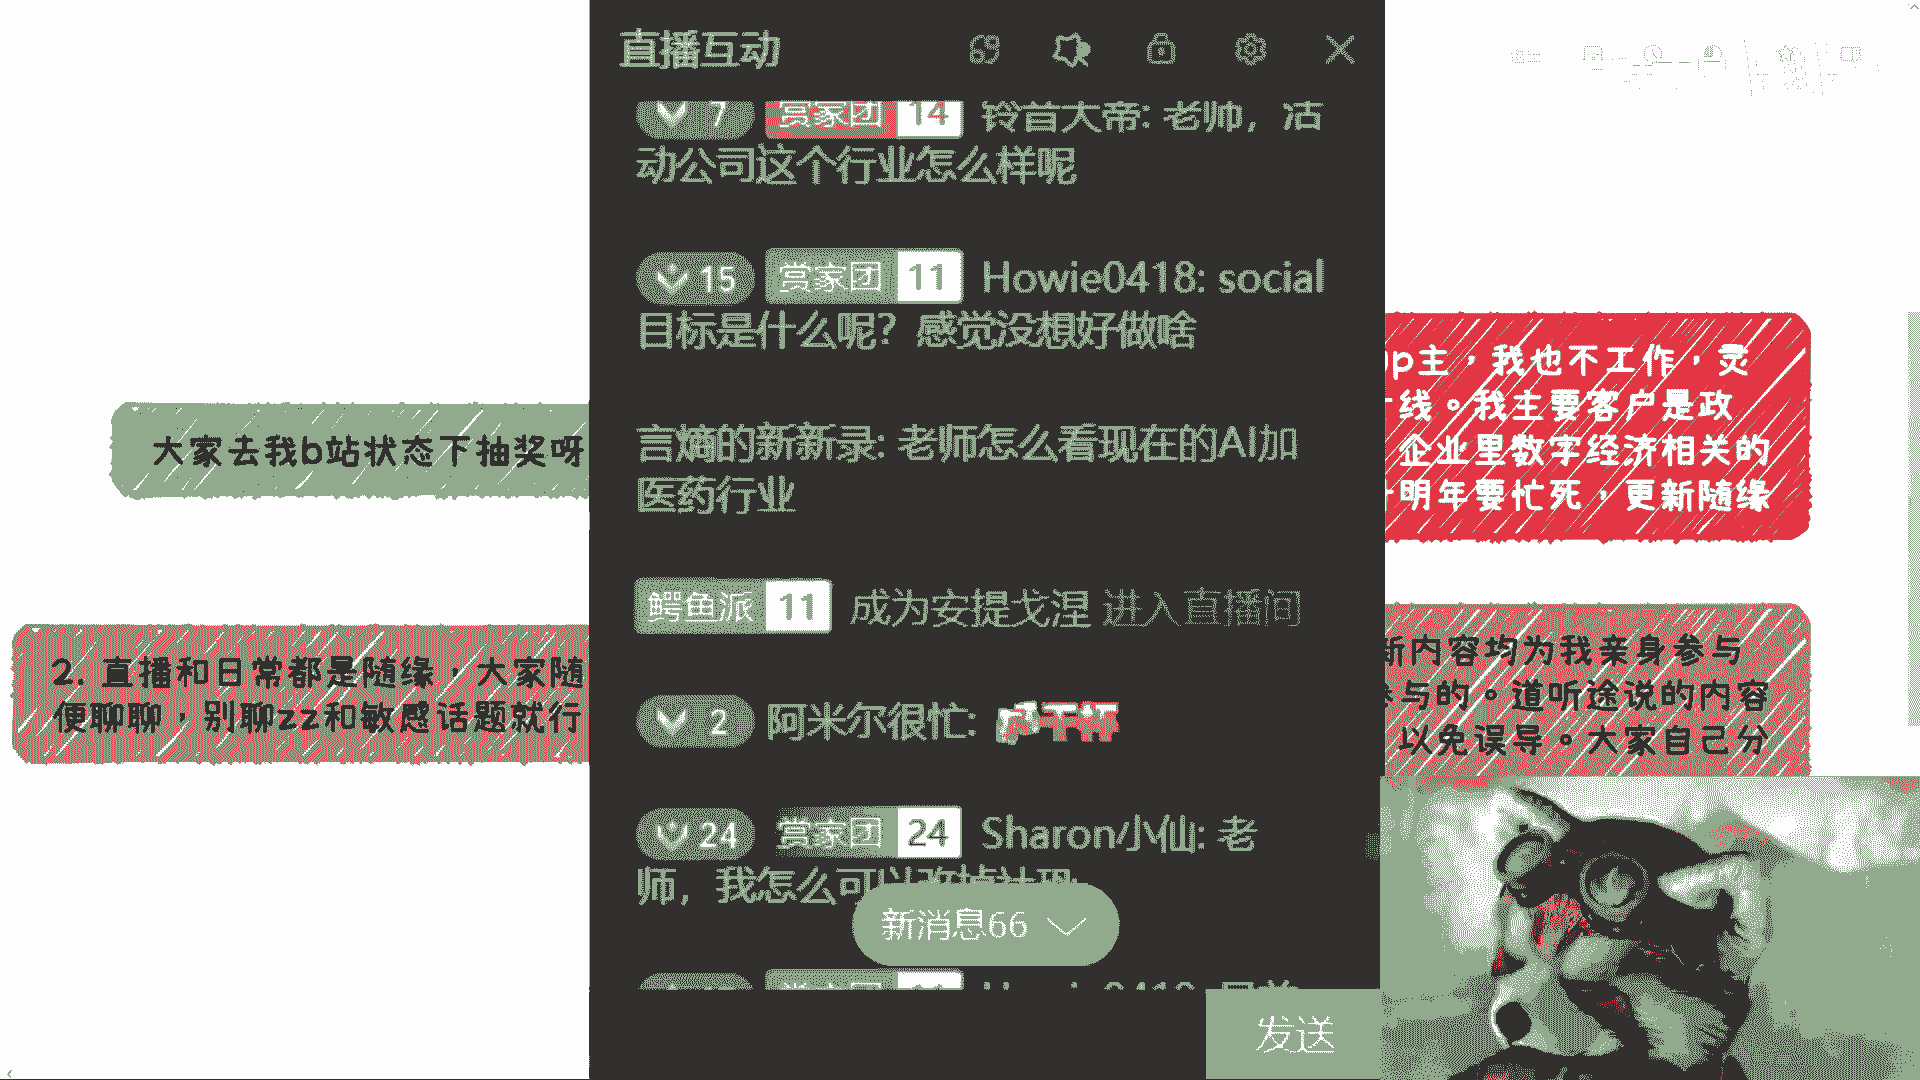 直播互动
7 赏家团 14 铃首大帝: 老师，活
动公司这个行业怎么样呢
15 赏家团 11 Howie0418: social
目标是什么呢？感觉没想好做啥
言熵的新新录: 老师怎么看现在的AI加
医药行业
鳄鱼派 11 成为安提戈涅 进入直播间
2 阿米尔很忙: 干杯
24 赏家团 24 Sharon小仙: 老
师，我怎么可以改掉社恐
新消息66
发送
大家去我b站状态下抽奖呀
2. 直播和日常都是随缘，大家随
便聊聊，别聊zz和敏感话题就行
p主，我也不工作，灵
线。我主要客户是政
企业里数字经济相关的
明年要忙死，更新随缘
新内容均为我亲身参与
参与的。道听途说的内容
以免误导。大家自己分